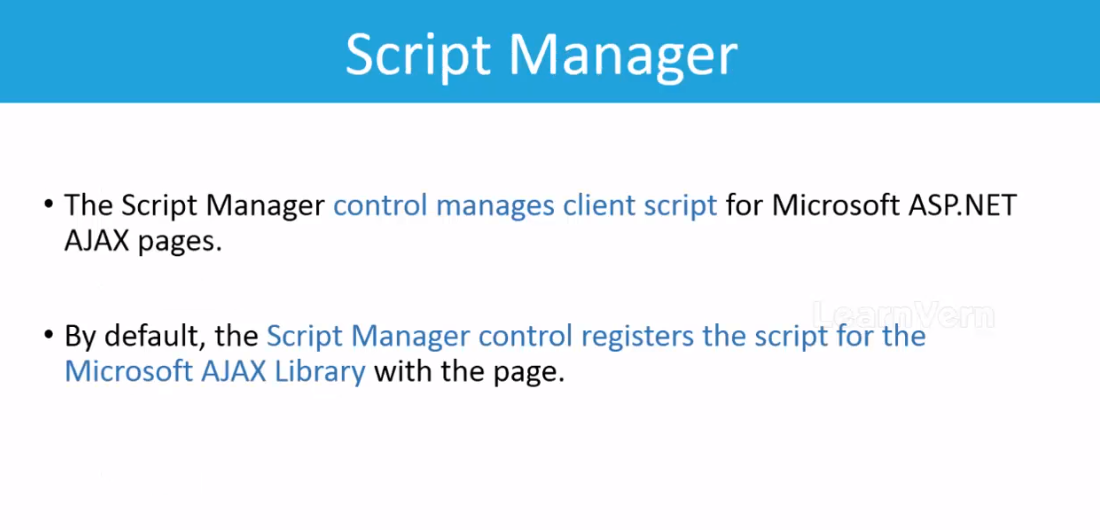 Script Manager
• The Script Manager control manages client script for Microsoft ASP.NET
AJAX pages.
LearnVern
• By default, the Script Manager control registers the script for the
Microsoft AJAX Library with the page.